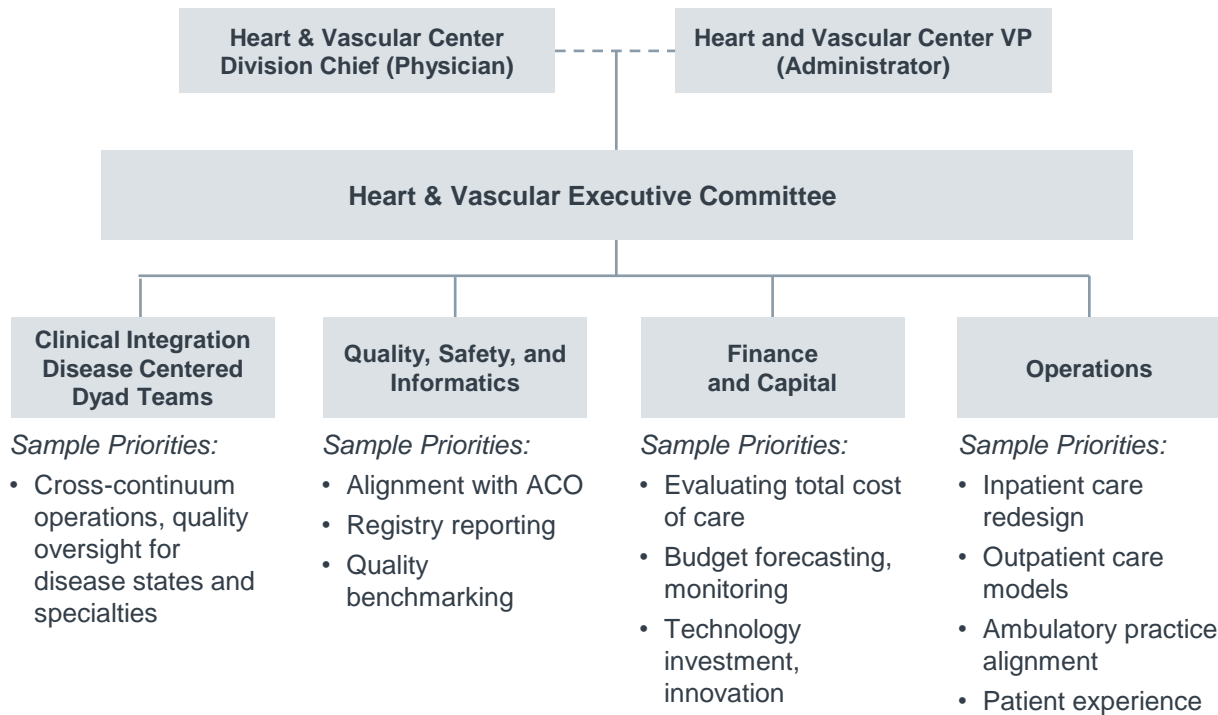 Heart & Vascular Center
Division Chief (Physician)
Heart and Vascular Center VP
(Administrator)
Heart & Vascular Executive Committee
Clinical Integration
Disease Centered
Dyad Teams
Sample Priorities:
• Cross-continuum
operations, quality
oversight for
disease states and
specialties
Quality, Safety, and
Informatics
Sample Priorities:
• Alignment with ACO
• Registry reporting
• Quality
benchmarking
Finance
and Capital
Sample Priorities:
• Evaluating total cost
of care
• Budget forecasting,
monitoring
• Technology
investment,
innovation
Operations
Sample Priorities:
• Inpatient care
redesign
• Outpatient care
models
• Ambulatory practice
alignment
• Patient experience